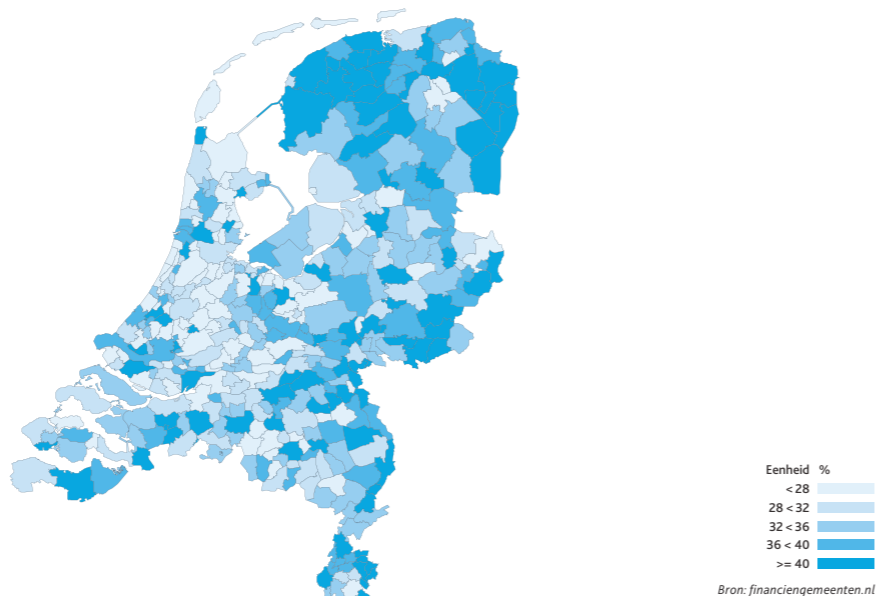 Eenheid %
< 28
28 < 32
32 < 36
36 < 40
>= 40
Bron: financiengemeenten.nl